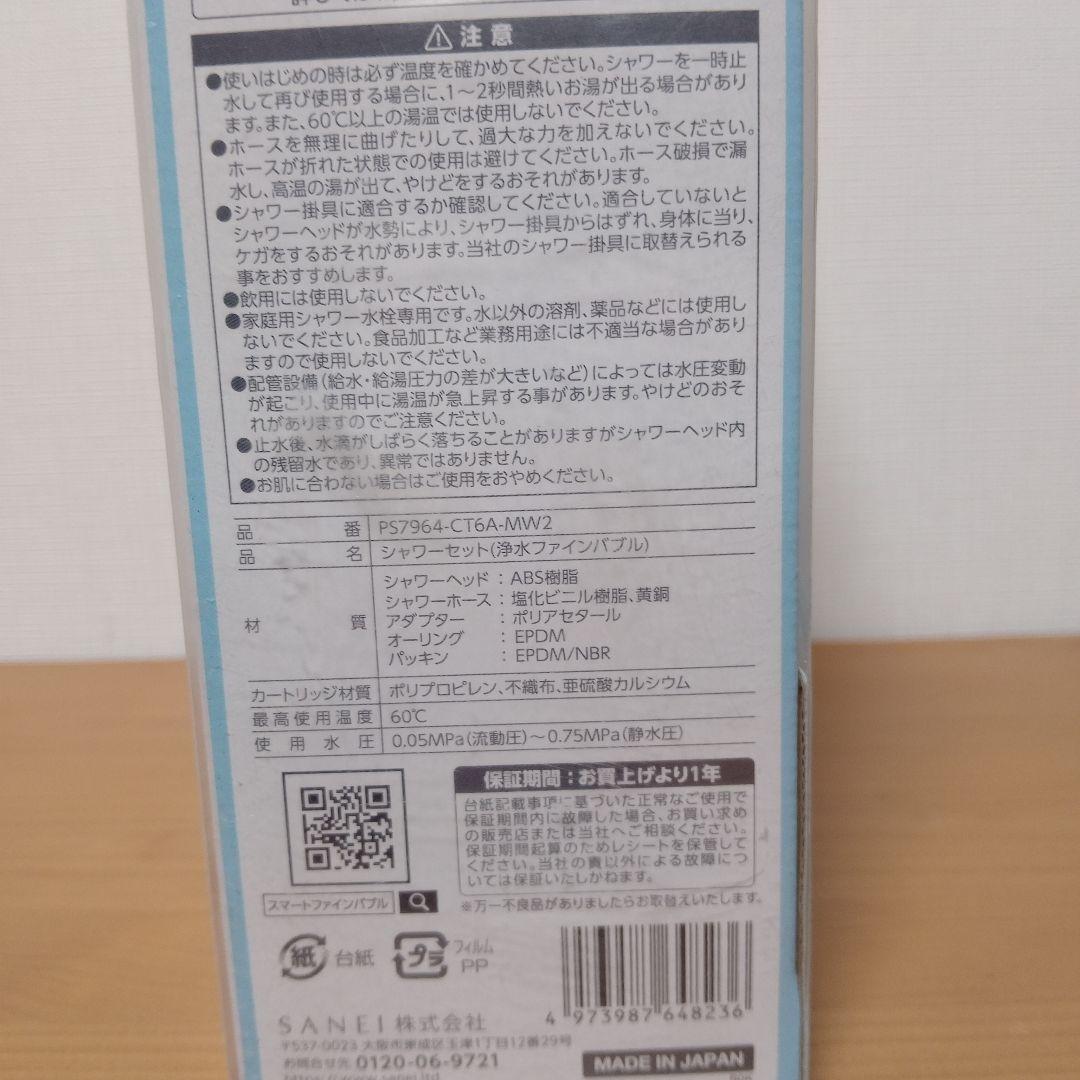 ⚠注意
●使いはじめの時は必ず温度を確かめてください。シャワーを一時止
水して再び使用する場合に、1～2秒間熱いお湯が出る場合があり
ます。また、60℃以上の湯温では使用しないでください。
●ホースを無理に曲げたりして、過大な力を加えないでください。
ホースが折れた状態での使用は避けてください。ホース破損で漏
水し、高温の湯が出て、やけどをするおそれがあります。
●シャワー掛具に適合するか確認してください。適合していないと
シャワーヘッドが水勢により、シャワー掛具からはずれ、身体に当り、
ケガをするおそれがあります。当社のシャワー掛具に取替えられる
事をおすすめします。
●飲用には使用しないでください。
●家庭用シャワー水栓専用です。水以外の溶剤、薬品などには使用し
ないでください。食品加工など業務用途には不適当な場合があり
ますので使用しないでください。
●配管設備(給水・給湯圧力の差が大きいなど)によっては水圧変動
が起こり、使用中に湯温が急上昇する事があります。やけどのおそ
れがありますのでご注意ください。
●止水後、水滴がしばらく落ちることがありますがシャワーヘッド内
の残留水であり、異常ではありません。
●お肌に合わない場合はご使用をおやめください。
品番 PS7964-CT6A-MW2
品名 シャワーセット(浄水ファインバブル)
材質 シャワーヘッド：ABS樹脂
シャワーホース：塩化ビニル樹脂、黄銅
アダプター：ポリアセタール
オーリング：EPDM
パッキン：EPDM/NBR
カートリッジ材質 ポリプロピレン、不織布、亜硫酸カルシウム
最高使用温度 60℃
使用水圧 0.05MPa(流動圧)～0.75MPa(静水圧)
保証期間：お買上げより1年
台紙記載事項に基づいた正常なご使用で
保証期間内に故障した場合、お買い求め
の販売店または当社へご相談ください。
保証期間起算のためレシートを保管して
ください。当社の責以外による故障につ
いては保証いたしかねます。
※万一不良品がありましたらお取替えいたします。
スマートファインバブル
紙 台紙
プラ フィルム
PP
4 973987 648236
SANEI株式会社
〒537-0023 大阪市東成区玉津1丁目12番29号
お問合せ先 0120-06-9721
MADE IN JAPAN